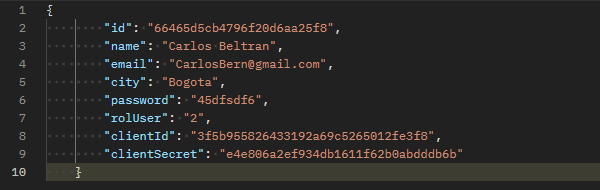 1 {
2 "id": "66465d5cb4796f20d6aa25f8",
3 "name": "Carlos Beltran",
4 "email": "CarlosBern@gmail.com",
5 "city": "Bogota",
6 "password": "45dfsdf6",
7 "rolUser": "2",
8 "clientId": "3f5b955826433192a69c5265012fe3f8",
9 "clientSecret": "e4e806a2ef934db1611f62b0abdddb6b"
10 }